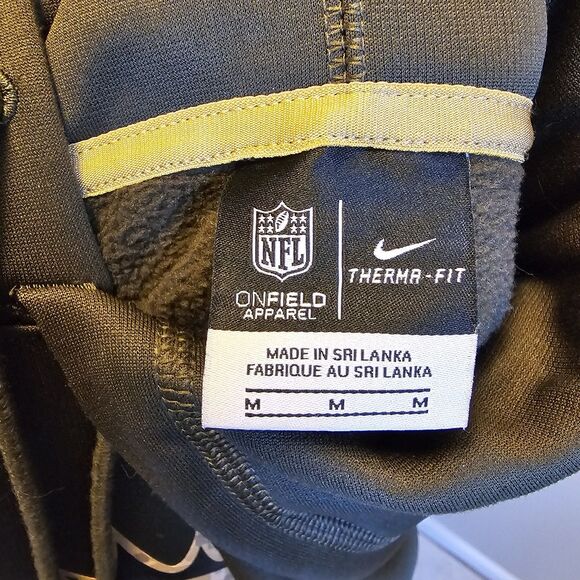 NFL
ONFIELD
APPAREL
THERMA-FIT
MADE IN SRI LANKA
FABRIQUE AU SRI LANKA
M M M